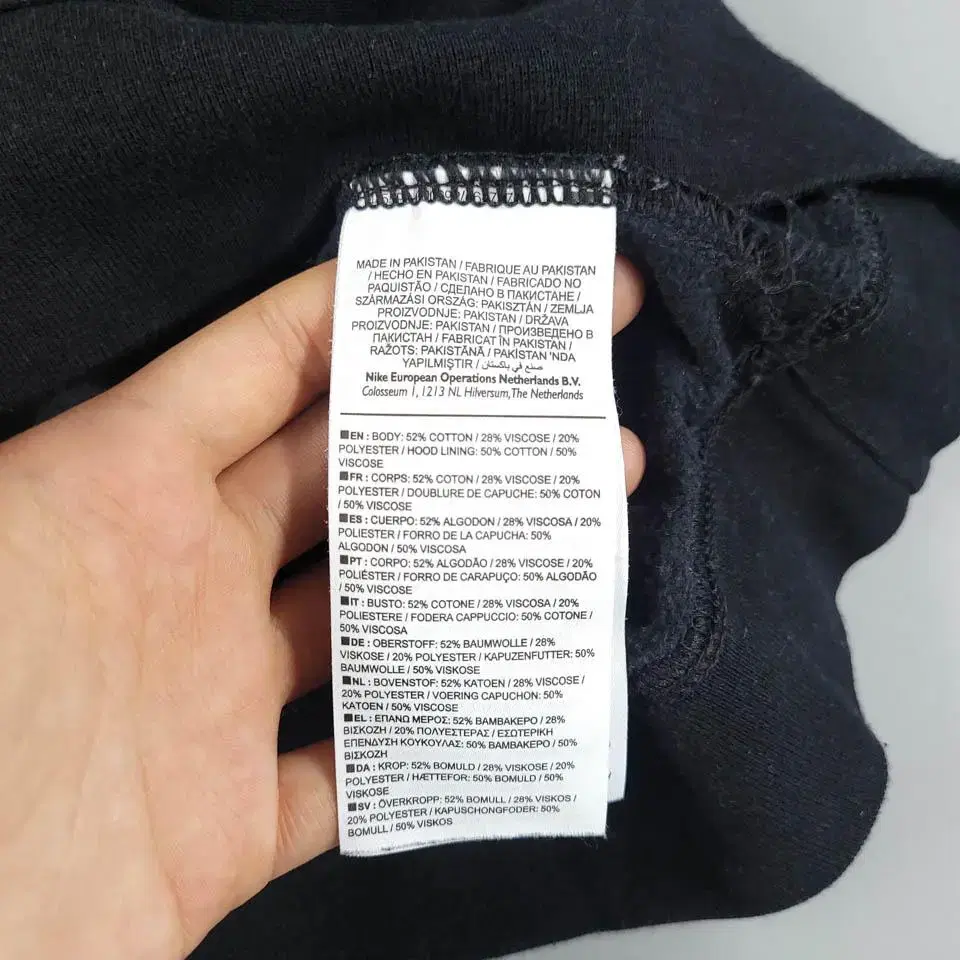 MADE IN PAKISTAN / FABRIQUE AU PAKISTAN
/ HECHO EN PAKISTAN / FABRICADO NO
PAQUISTÃO / СДЕЛАНО В ПАКИСТАНЕ /
SZÁRMAZÁSI ORSZÁG: PAKISZTÁN / ZEMLJA
PROIZVODNJE: PAKISTAN / DRŽAVA
PROIZVODNJE: PAKISTAN / ПРОИЗВЕДЕНО В
ПАКИСТАН / FABRICAT ÎN PAKISTAN /
RAŽOTS: PAKISTĀNĀ / PAKISTAN 'NDA
YAPILMIŞTIR / صنع في باكستان
Nike European Operations Netherlands B.V.
Colosseum 1, 1213 NL Hilversum, The Netherlands
EN : BODY: 52% COTTON / 28% VISCOSE / 20%
POLYESTER / HOOD LINING: 50% COTTON / 50%
VISCOSE
FR : CORPS: 52% COTON / 28% VISCOSE / 20%
POLYESTER / DOUBLURE DE CAPUCHE: 50% COTON
/ 50% VISCOSE
ES : CUERPO: 52% ALGODON / 28% VISCOSA / 20%
POLIESTER / FORRO DE LA CAPUCHA: 50%
ALGODON / 50% VISCOSA
PT : CORPO: 52% ALGODÃO / 28% VISCOSE / 20%
POLIÉSTER / FORRO DE CARAPUÇO: 50% ALGODÃO
/ 50% VISCOSE
IT : BUSTO: 52% COTONE / 28% VISCOSA / 20%
POLIESTERE / FODERA CAPPUCCIO: 50% COTONE /
50% VISCOSA
DE : OBERSTOFF: 52% BAUMWOLLE / 28%
VISKOSE / 20% POLYESTER / KAPUZENFUTTER: 50%
BAUMWOLLE / 50% VISKOSE
NL : BOVENSTOF: 52% KATOEN / 28% VISCOSE /
20% POLYESTER / VOERING CAPUCHON: 50%
KATOEN / 50% VISCOSE
EL : ΕΠΑΝΩ ΜΕΡΟΣ: 52% ΒΑΜΒΑΚΕΡΟ / 28%
ΒΙΣΚΟΖΗ / 20% ΠΟΛΥΕΣΤΕΡΑΣ / ΕΣΩΤΕΡΙΚΗ
ΕΠΕΝΔΥΣΗ ΚΟΥΚΟΥΛΑΣ: 50% ΒΑΜΒΑΚΕΡΟ / 50%
ΒΙΣΚΟΖΗ
DA : KROP: 52% BOMULD / 28% VISKOSE / 20%
POLYESTER / HÆTTEFOR: 50% BOMULD / 50%
VISKOSE
SV : ÖVERKROPP: 52% BOMULL / 28% VISKOS /
20% POLYESTER / KAPUSCHONGFODER: 50%
BOMULL / 50% VISKOS